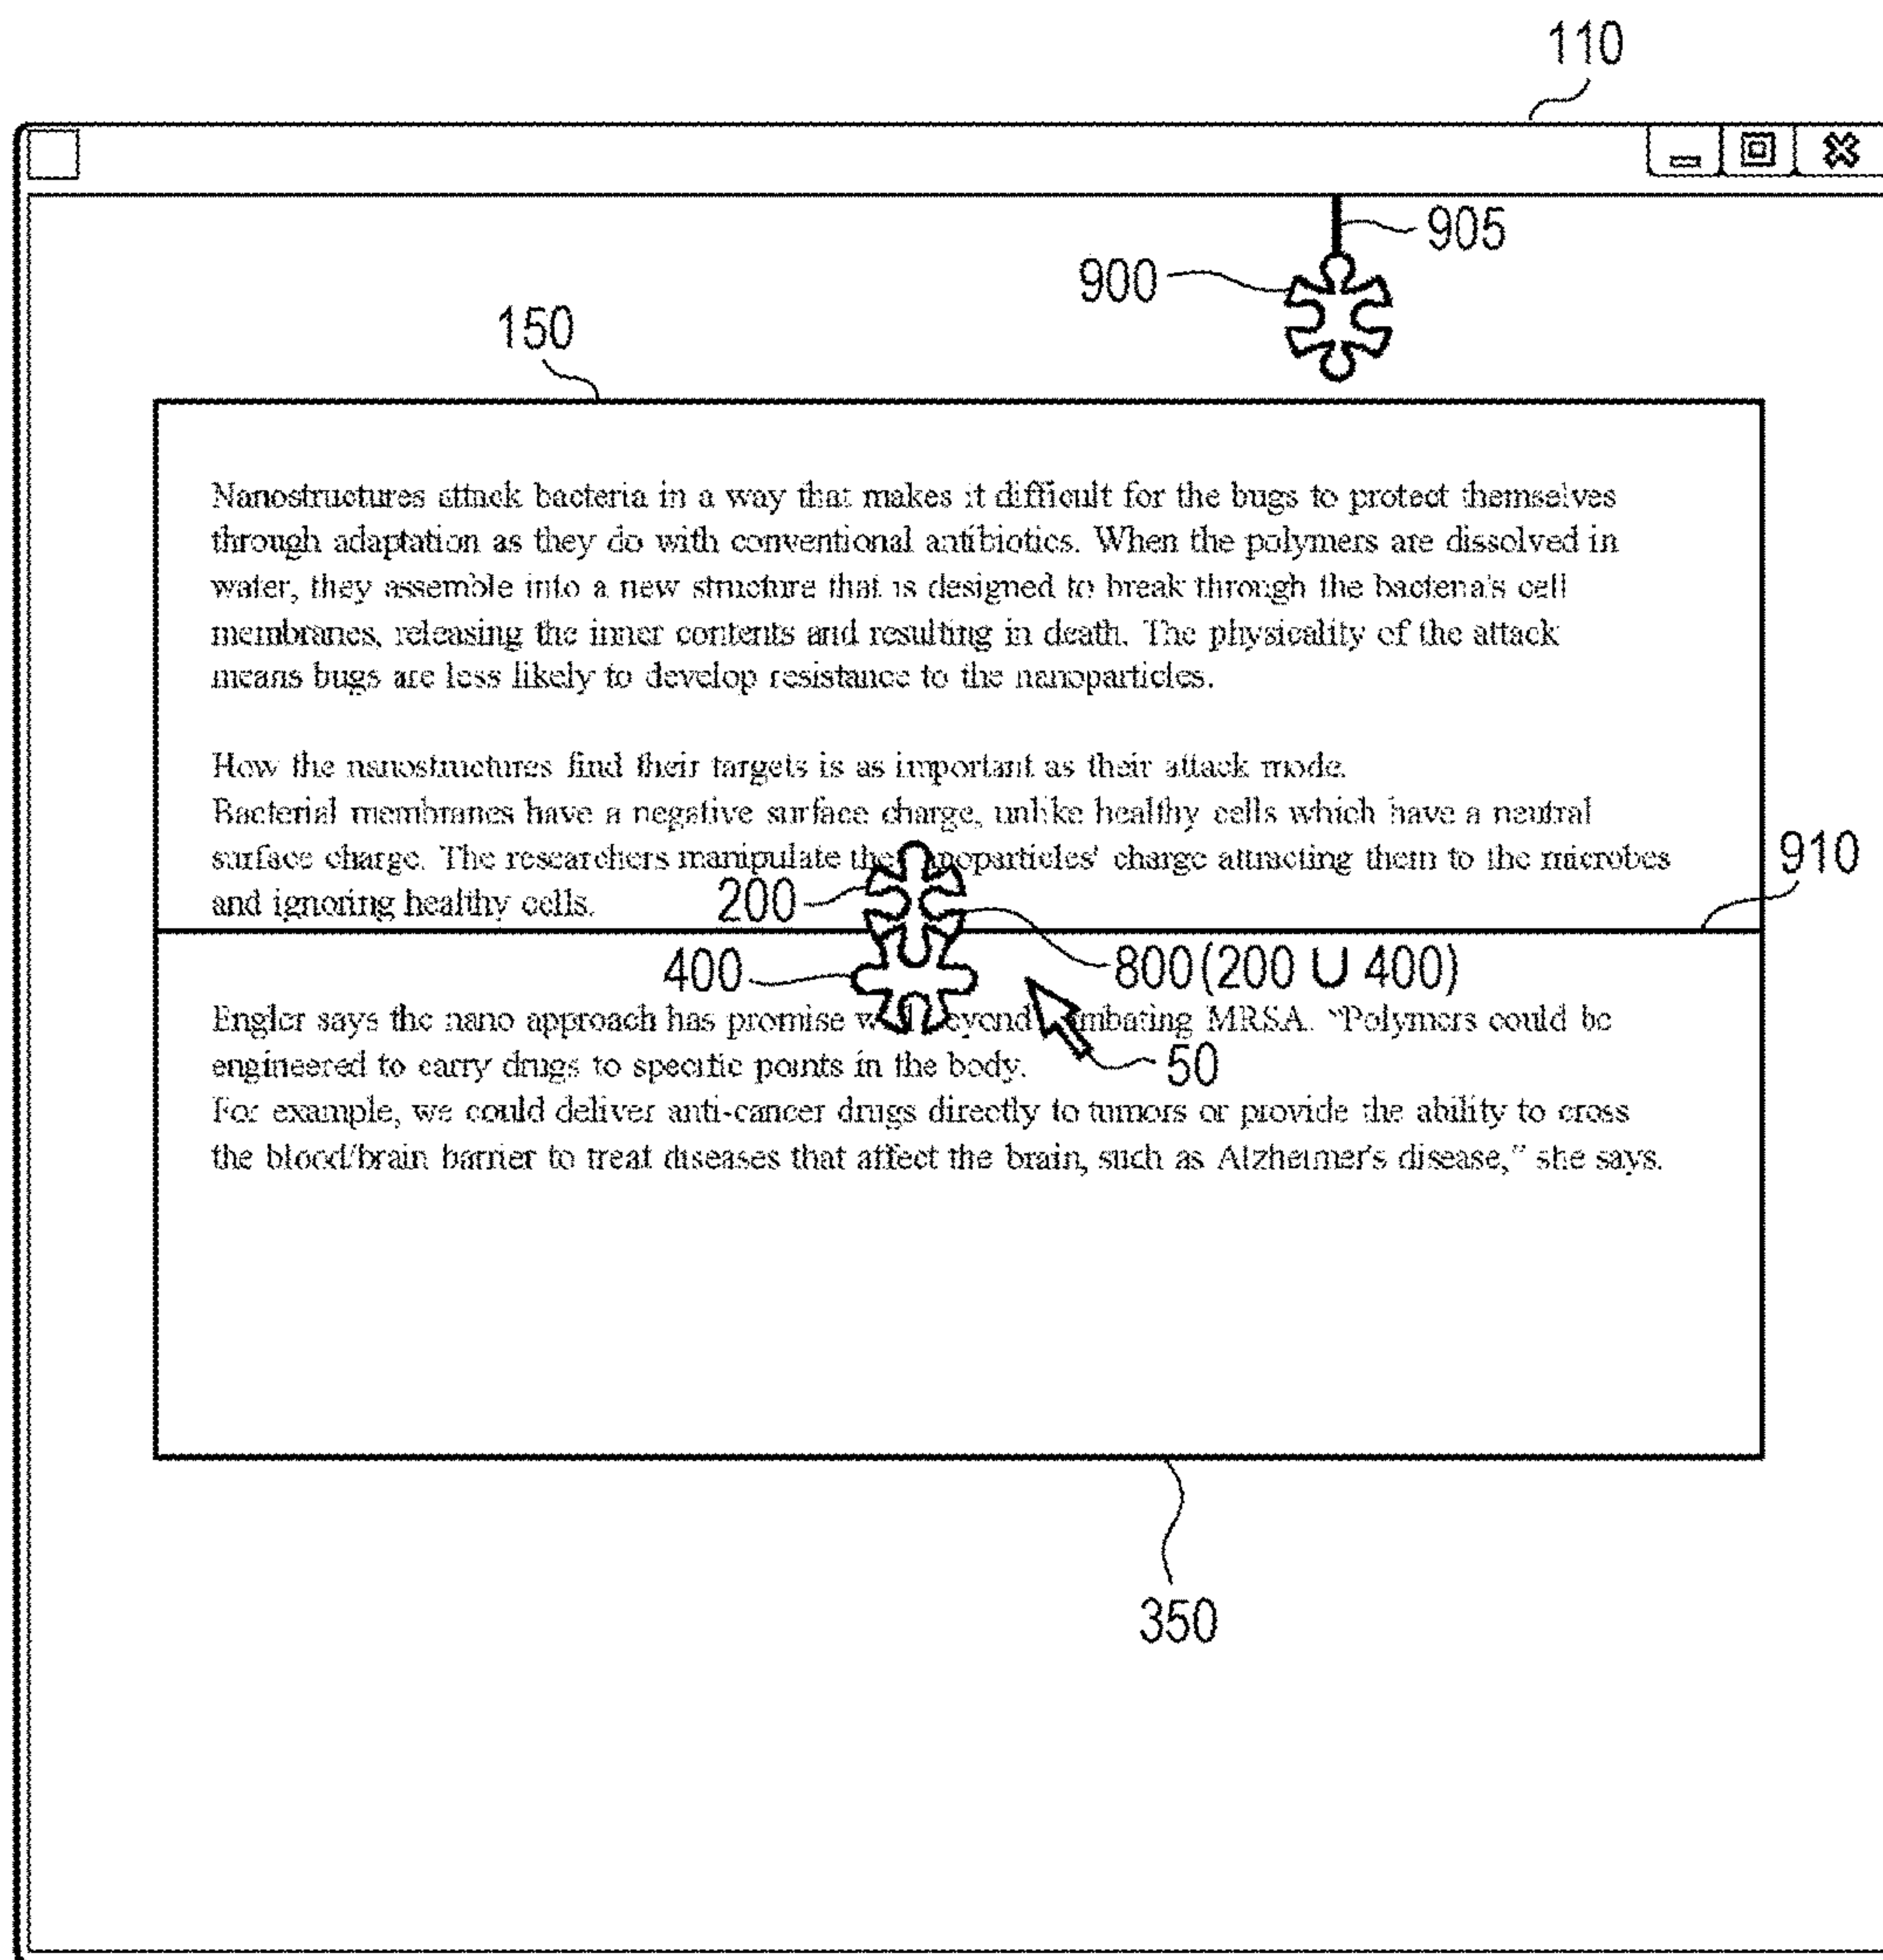 110
905
900
150
Nanostructures attack bacteria in a way that makes it difficult for the bugs to protect themselves
through adaptation as they do with conventional antibiotics. When the polymers are dissolved in
water, they assemble into a new structure that is designed to break through the bacteria's cell
membranes, releasing the inner contents and resulting in death. The physicality of the attack
means bugs are less likely to develop resistance to the nanoparticles.
How the nanostructures find their targets is as important as their attack mode.
Bacterial membranes have a negative surface charge, unlike healthy cells which have a neutral
surface charge. The researchers manipulate the noparticles' charge attracting them to the microbes
910
and ignoring healthy cells.
200
400
800(200 U 400)
Engler says the nano approach has promise w eyond mbating MRSA. “Polymers could be
50
engineered to carry drugs to specific points in the body.
For example, we could deliver anti-cancer drugs directly to tumors or provide the ability to cross
the blood/brain barrier to treat diseases that affect the brain, such as Alzheimer's disease,” she says.
350